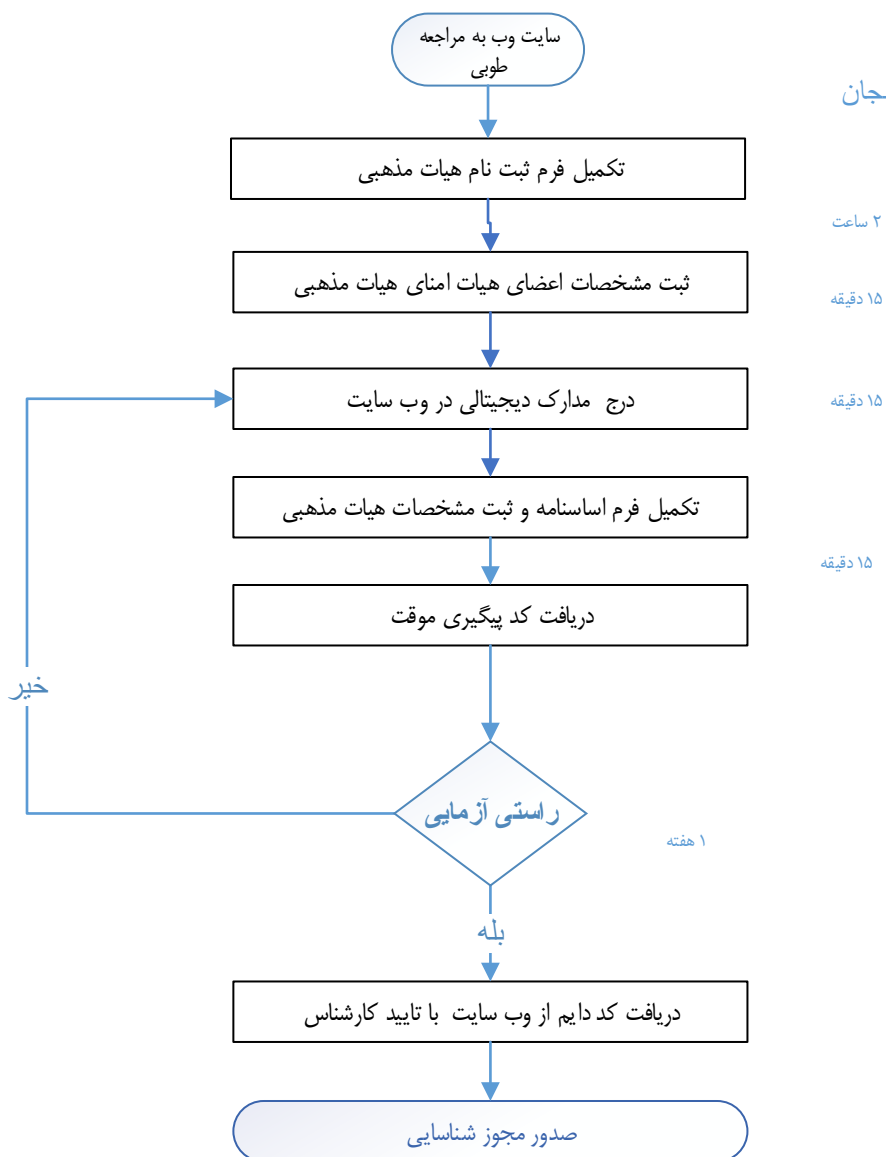 سایت وب به مراجعه
طوبی
جان
تکمیل فرم ثبت نام هیات مذهبی
۲ ساعت
ثبت مشخصات اعضای هیات امنای هیات مذهبی
۱۵ دقیقه
درج مدارک دیجیتالی در وب سایت
۱۵ دقیقه
تکمیل فرم اساسنامه و ثبت مشخصات هیات مذهبی
۱۵ دقیقه
دریافت کد پیگیری موقت
خیر
راستی آزمایی
۱ هفته
بله
دریافت کد دایم از وب سایت با تایید کارشناس
صدور مجوز شناسایی